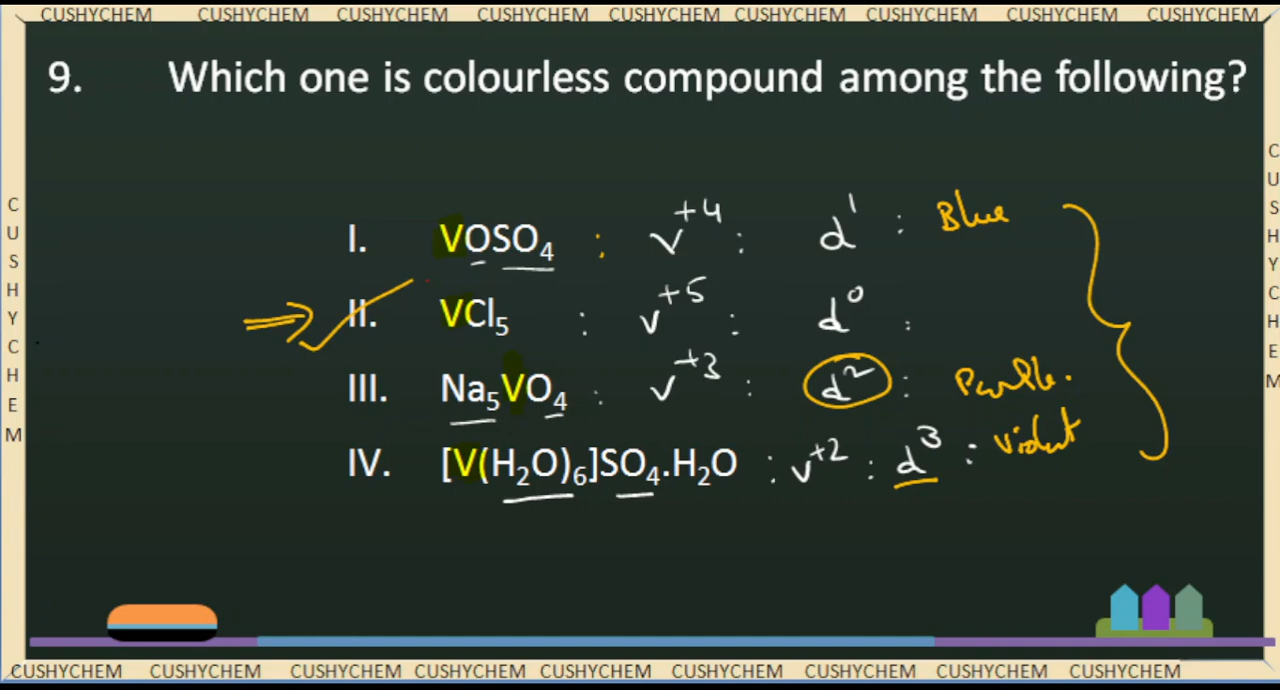 CUSHYCHEM CUSHYCHEM CUSHYCHEM CUSHYCHEM CUSHYCHEM CUSHYCHEM CUSHYCHEM CUSHYCHEM CUSHYCHEM
9. Which one is colourless compound among the following?
I. VOSO₄ : V⁺⁴ : d¹ : Blue
II. VCl₅ : V⁺⁵ : d⁰ :
III. Na₅VO₄ : V⁺³ : d² :
IV. [V(H₂O)₆]SO₄.H₂O : V⁺² : d³ : Violet
CUSHYCHEM
CUSHYCHEM
CUSHYCHEM CUSHYCHEM CUSHYCHEM CUSHYCHEM CUSHYCHEM CUSHYCHEM CUSHYCHEM CUSHYCHEM CUSHYCHEM